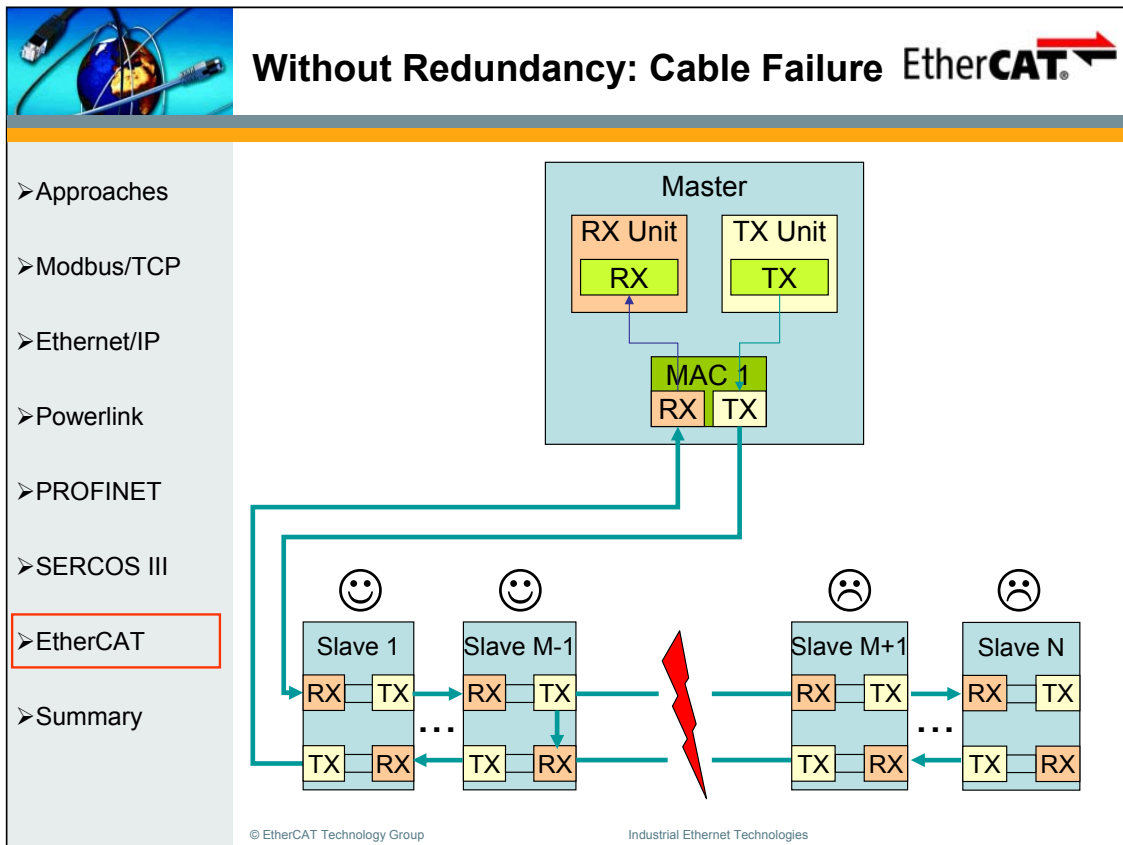 Without Redundancy: Cable Failure
EtherCAT®
➢Approaches
➢Modbus/TCP
➢Ethernet/IP
➢Powerlink
➢PROFINET
➢SERCOS III
➢EtherCAT
➢Summary
Master
RX Unit TX Unit
RX TX
MAC 1
RX TX
Slave 1 Slave M-1 Slave M+1 Slave N
RX TX RX TX RX TX RX TX
... ...
TX RX TX RX TX RX TX RX
© EtherCAT Technology Group Industrial Ethernet Technologies